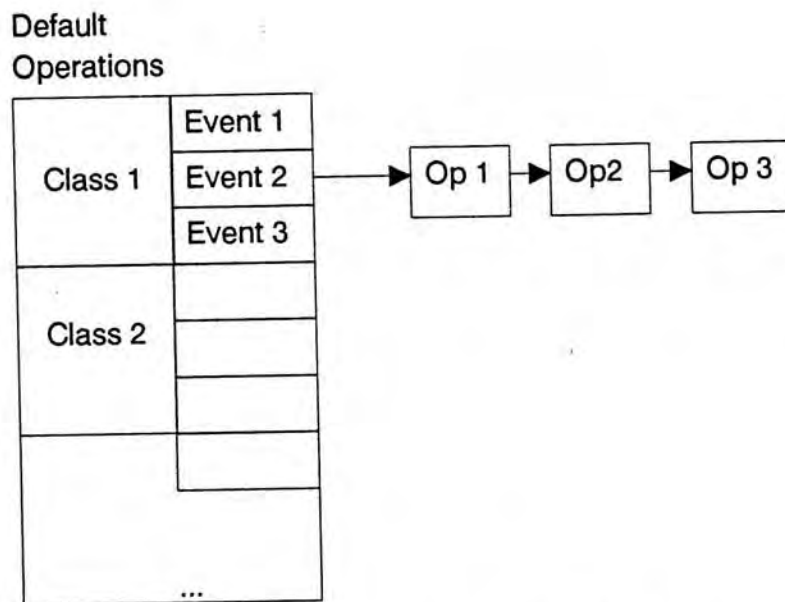 Default
Operations
Event 1
Class 1
Event 2
Op 1
Op2
Op 3
Event 3
Class 2
...